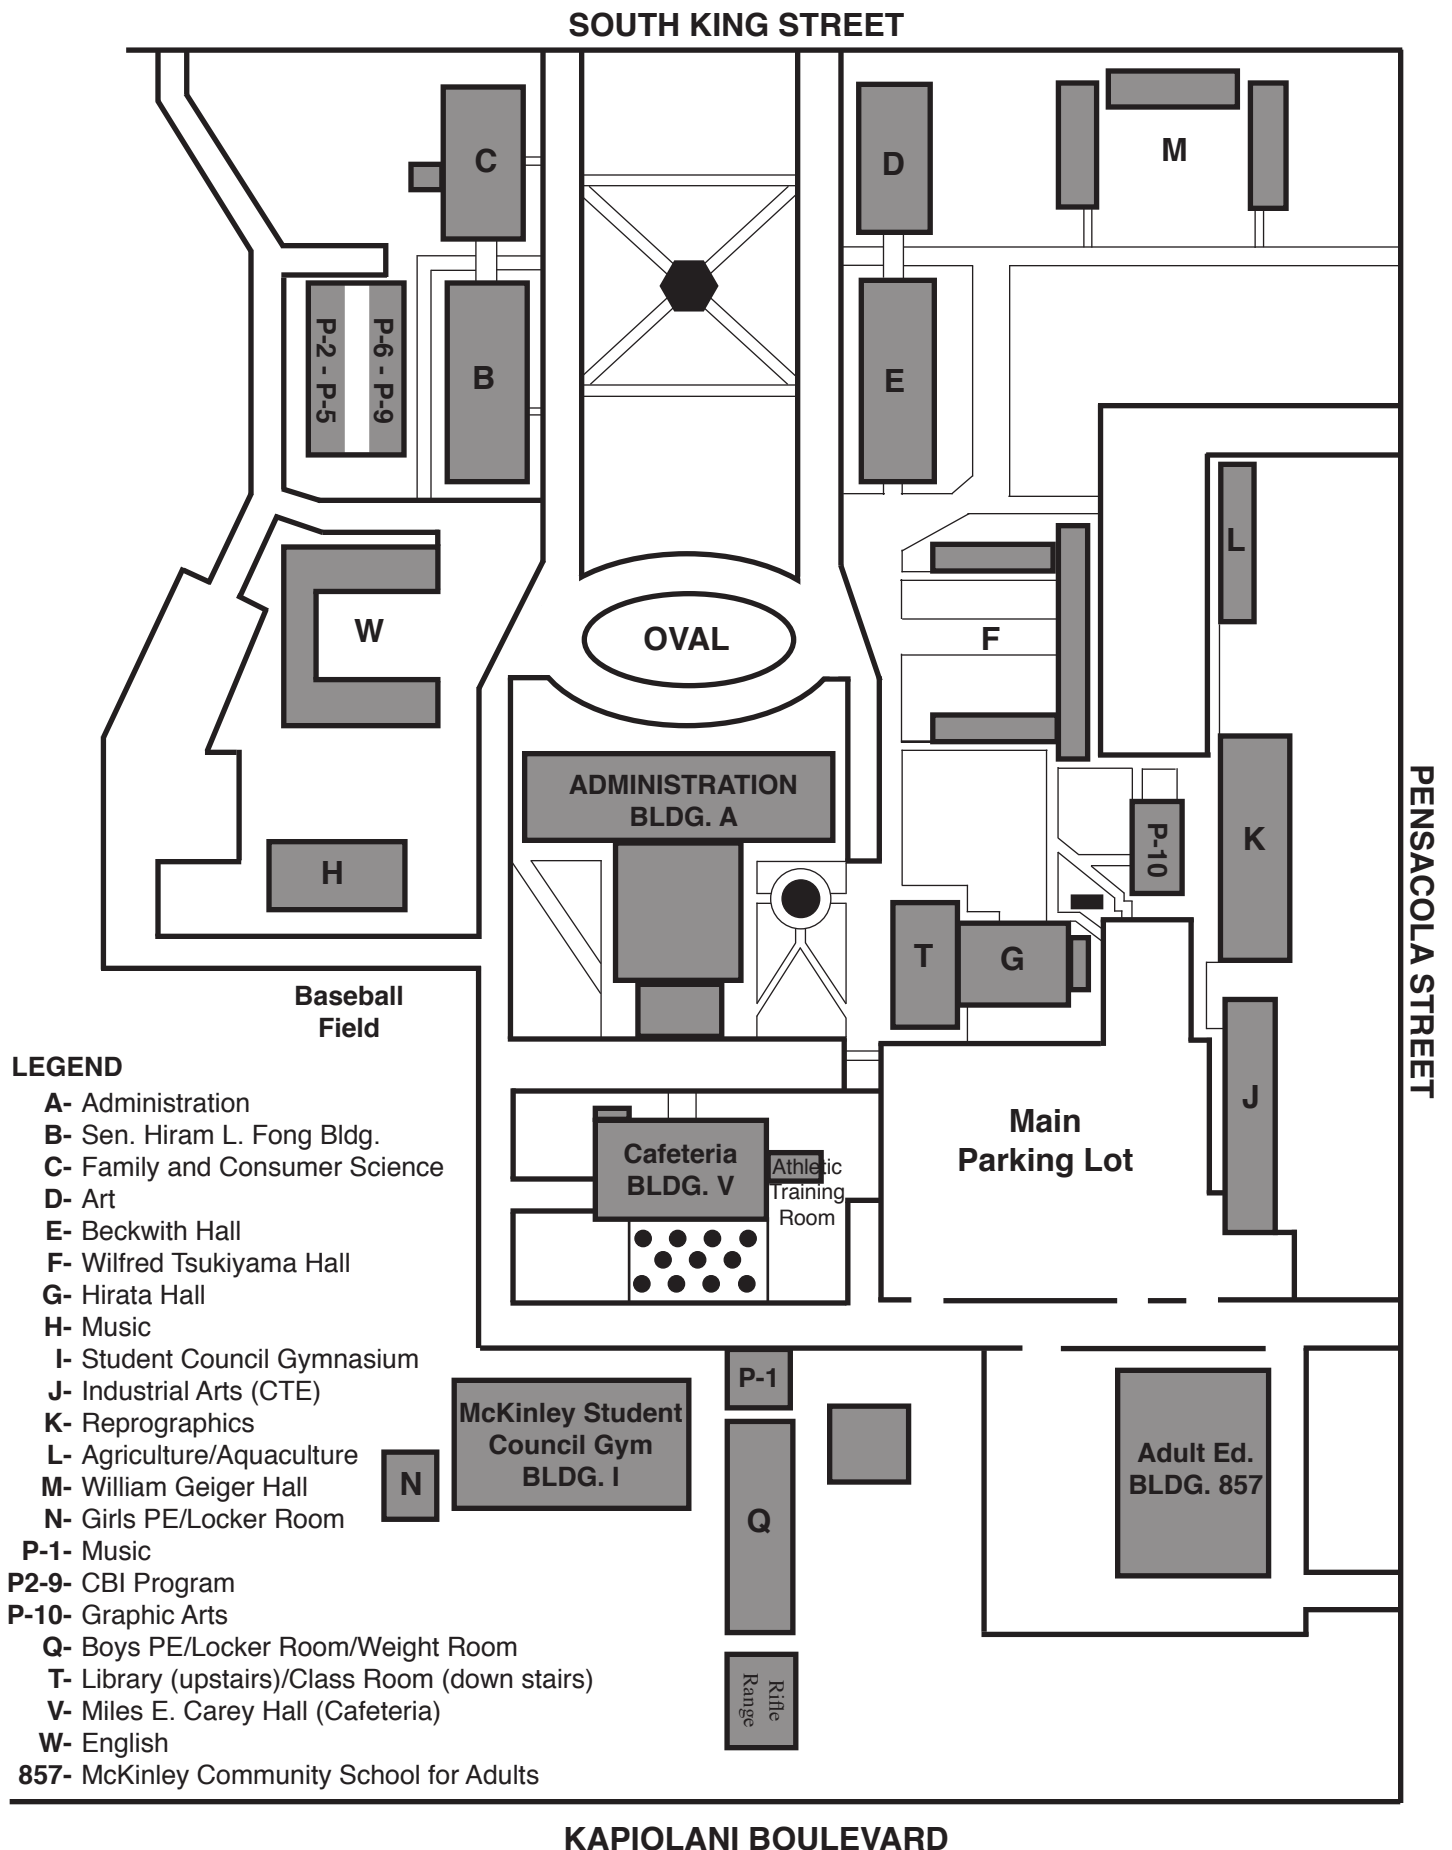 SOUTH KING STREET
C
D
M
P-2 - P-5
P-6 - P-9
B
E
L
W
OVAL
F
ADMINISTRATION
BLDG. A
PENSACOLA STREET
P-10
K
H
T
G
Baseball
Field
J
Main
Parking Lot
Cafeteria
BLDG. V
Athletic
Training
Room
P-1
McKinley Student
Council Gym
BLDG. I
N
Q
Adult Ed.
BLDG. 857
Rifle
Range
LEGEND
A- Administration
B- Sen. Hiram L. Fong Bldg.
C- Family and Consumer Science
D- Art
E- Beckwith Hall
F- Wilfred Tsukiyama Hall
G- Hirata Hall
H- Music
I- Student Council Gymnasium
J- Industrial Arts (CTE)
K- Reprographics
L- Agriculture/Aquaculture
M- William Geiger Hall
N- Girls PE/Locker Room
P-1- Music
P2-9- CBI Program
P-10- Graphic Arts
Q- Boys PE/Locker Room/Weight Room
T- Library (upstairs)/Class Room (down stairs)
V- Miles E. Carey Hall (Cafeteria)
W- English
857- McKinley Community School for Adults
KAPIOLANI BOULEVARD